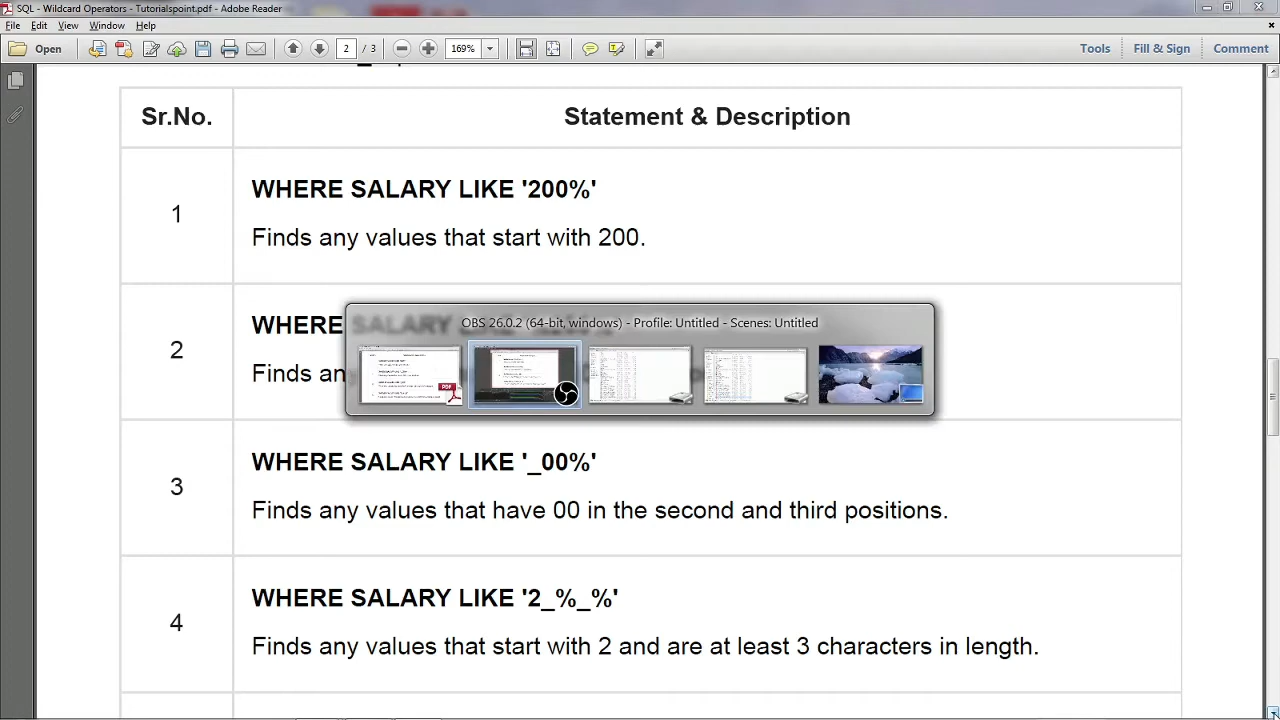 SQL - Wildcard Operators - Tutorialspoint.pdf - Adobe Reader
File Edit View Window Help
Open 2 / 3 169% Tools Fill & Sign Comment
Sr.No. Statement & Description
1 WHERE SALARY LIKE '200%'
Finds any values that start with 200.
OBS 26.0.2 (64-bit, windows) - Profile: Untitled - Scenes: Untitled
2 WHERE SALARY LIKE
Finds an
3 WHERE SALARY LIKE '_00%'
Finds any values that have 00 in the second and third positions.
4 WHERE SALARY LIKE '2_%_%'
Finds any values that start with 2 and are at least 3 characters in length.